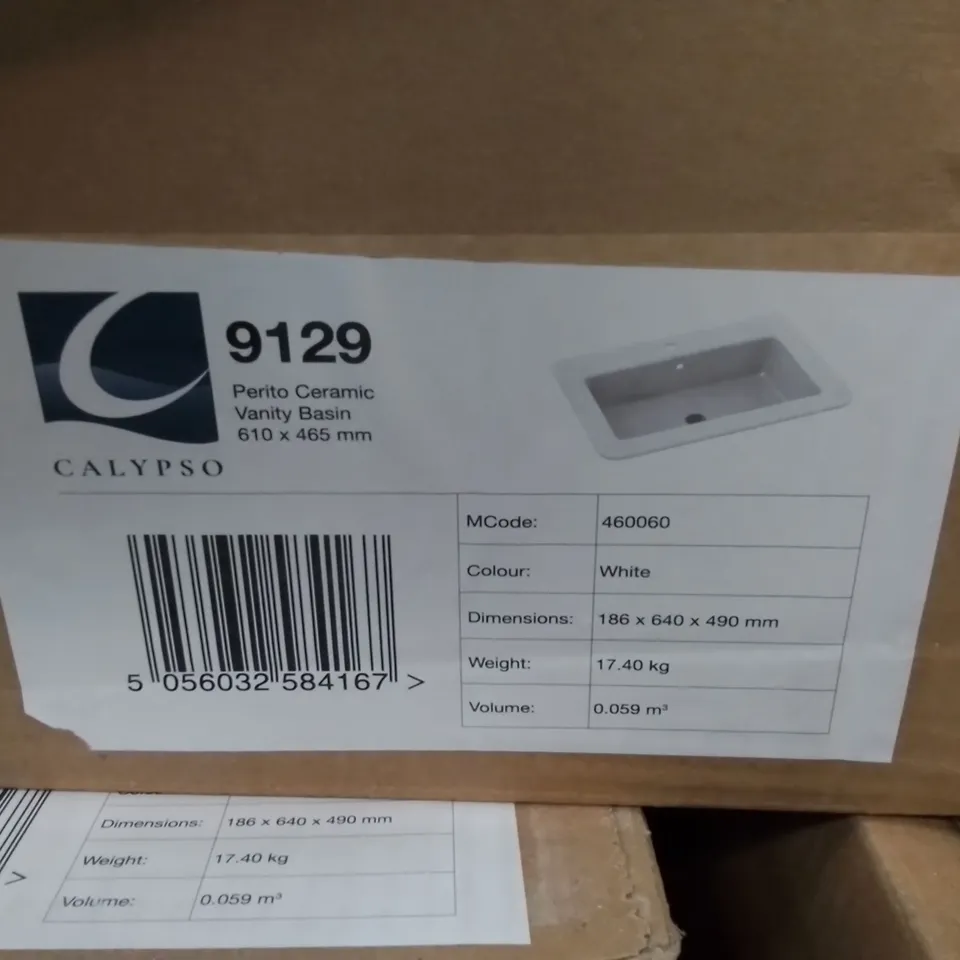 9129
Perito Ceramic
Vanity Basin
610 x 465 mm
CALYPSO
MCode: 460060
Colour: White
Dimensions: 186 x 640 x 490 mm
Weight: 17.40 kg
Volume: 0.059 m³
5 056032 584167 >
Dimensions: 186 x 640 x 490 mm
Weight: 17.40 kg
Volume: 0.059 m³
>